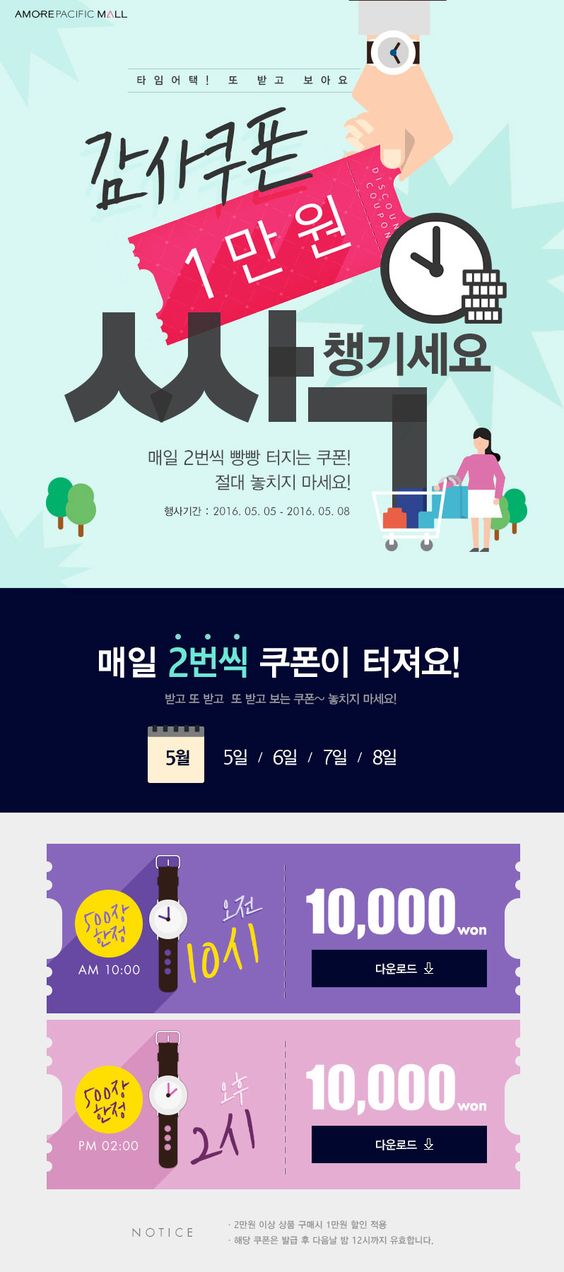 AMOREPACIFIC MALL
타임어택! 또 받고 보아요
감사쿠폰
1만원
DISCOUNT
COUPON
싹
챙기세요
매일 2번씩 빵빵 터지는 쿠폰!
절대 놓치지 마세요!
행사기간 : 2016. 05. 05 - 2016. 05. 08
매일 2번씩 쿠폰이 터져요!
받고 또 받고 또 받고 보는 쿠폰~ 놓치지 마세요!
5월 5일 / 6일 / 7일 / 8일
500장
한정
AM 10:00
오전
10시
10,000won
다운로드
500장
한정
PM 02:00
오후
2시
10,000won
다운로드
NOTICE
· 2만원 이상 상품 구매시 1만원 할인 적용
· 해당 쿠폰은 발급 후 다음날 밤 12시까지 유효합니다.